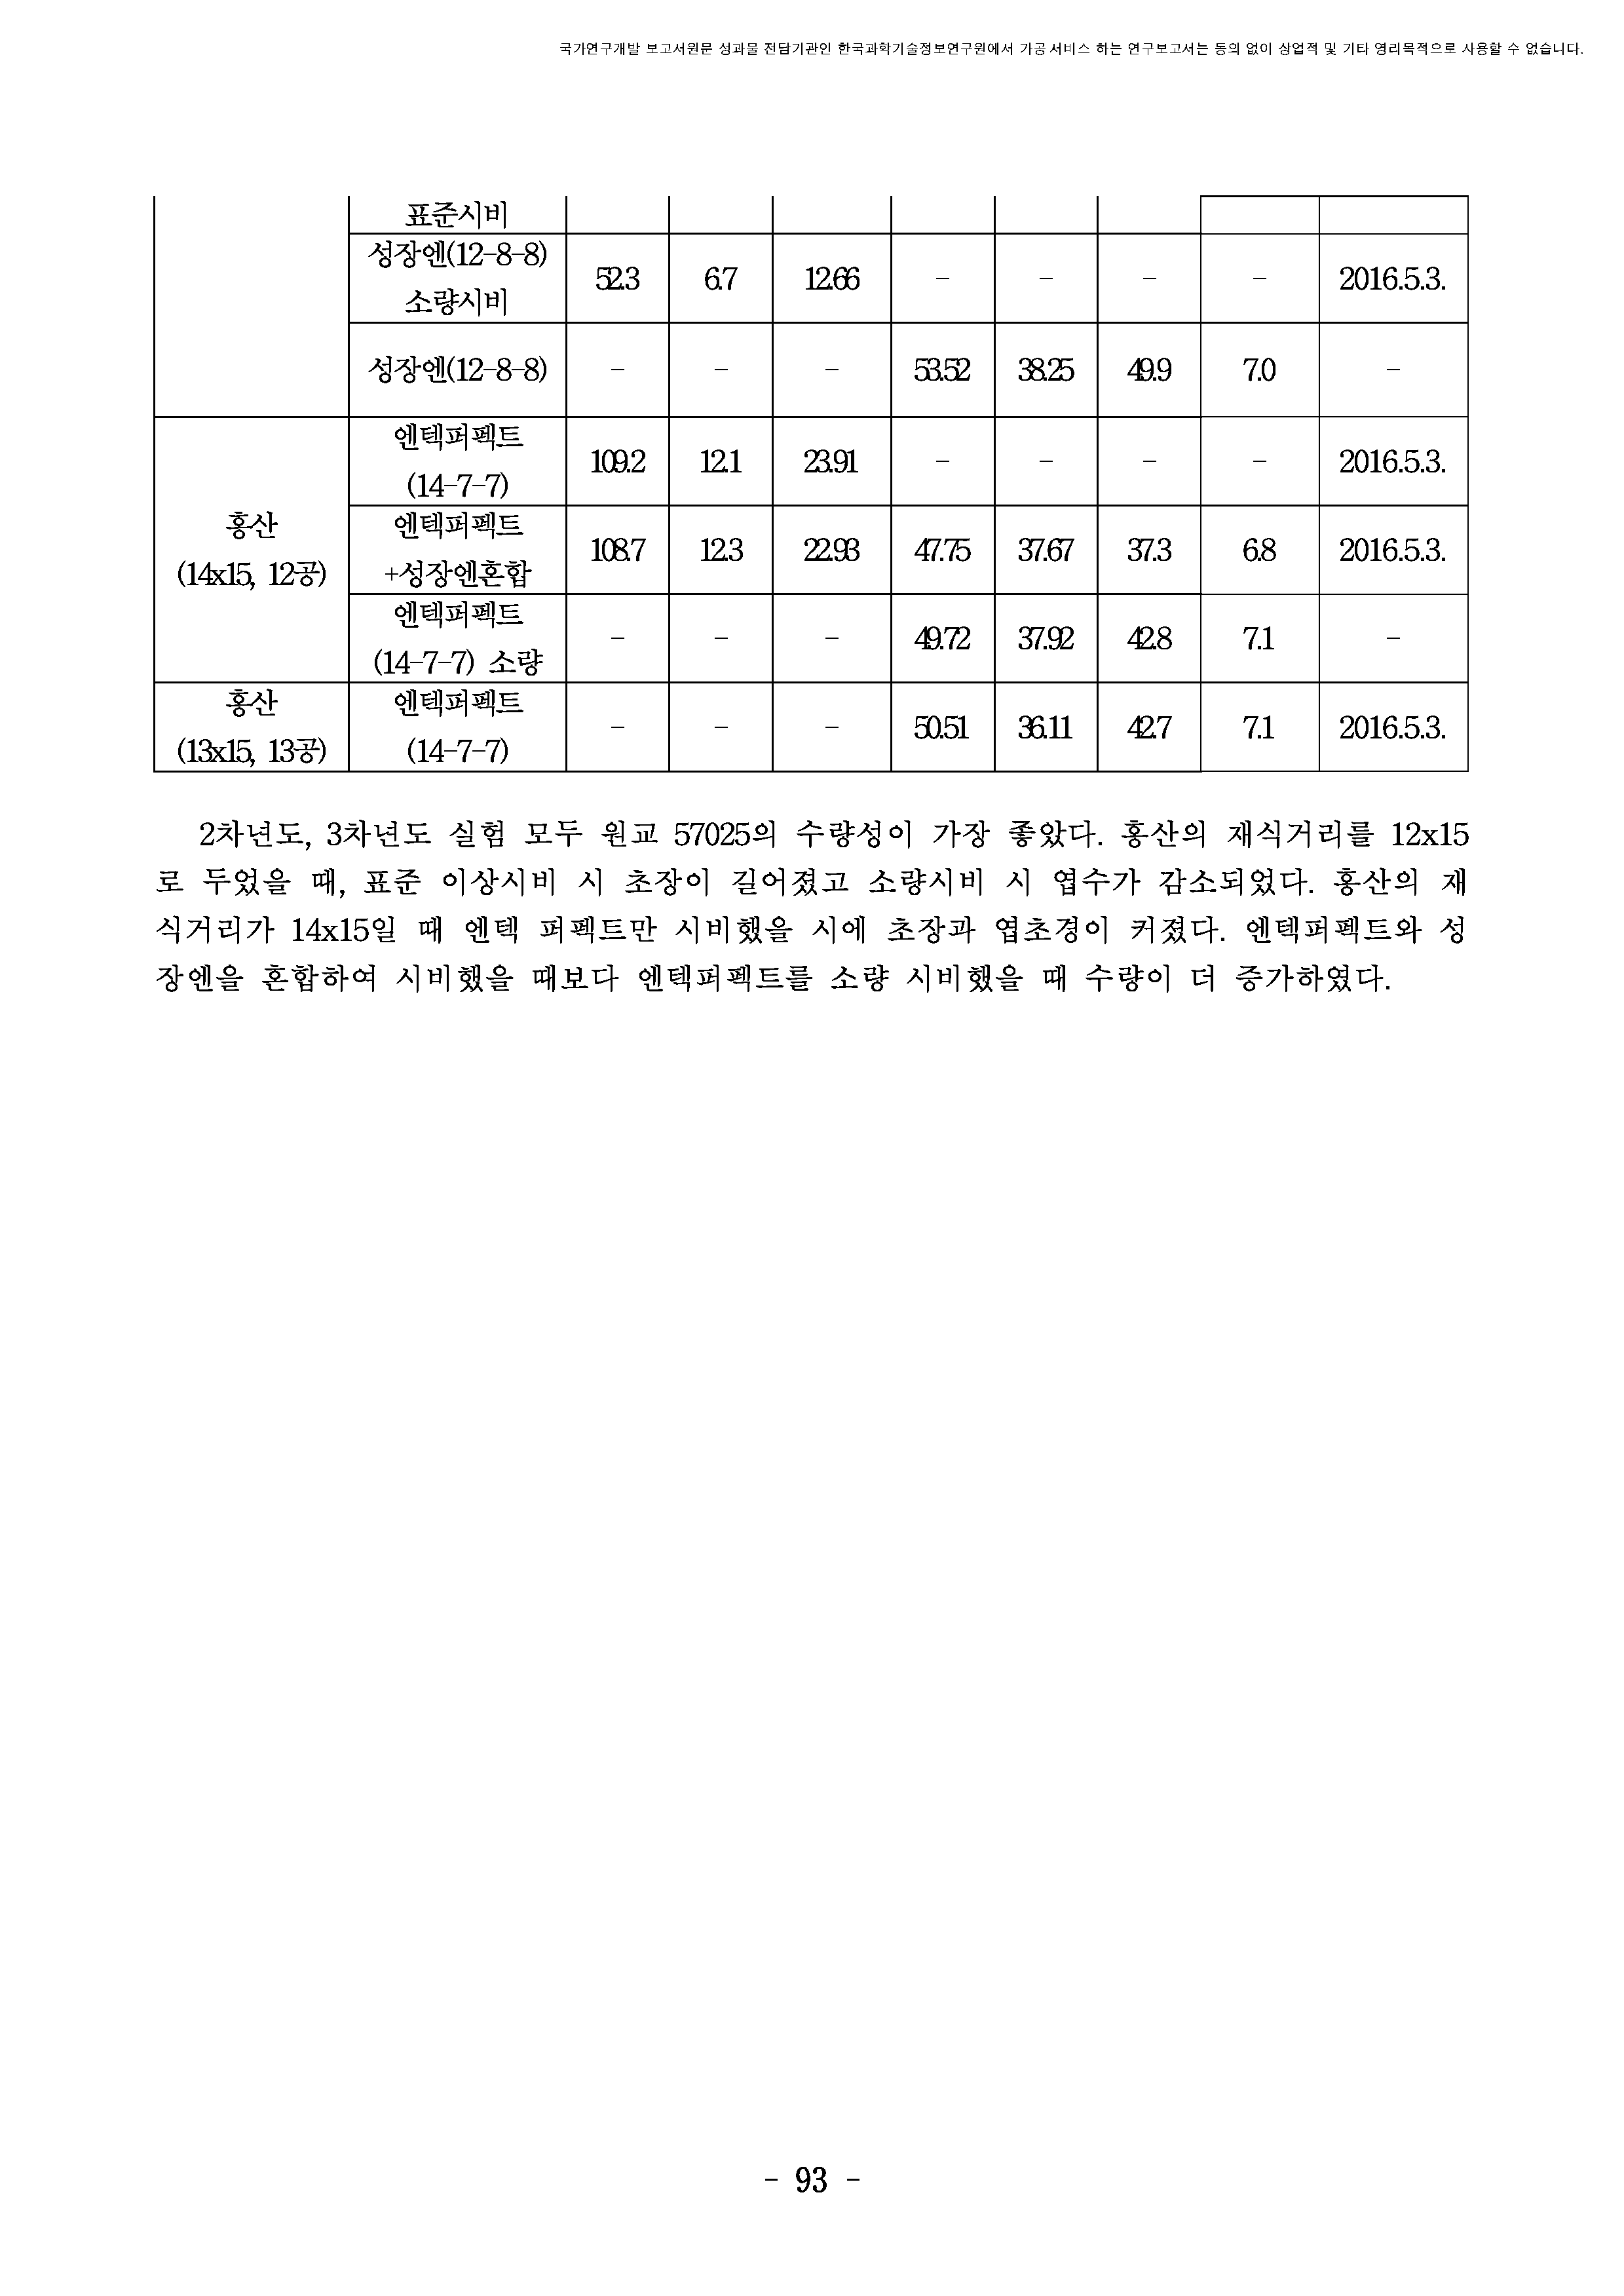 국가연구개발 보고서원문 성과물 전담기관인 한국과학기술정보연구원에서 가공·서비스 하는 연구보고서는 동의 없이 상업적 및 기타 영리목적으로 사용할 수 없습니다.
표준시비
성장엔(12-8-8)
소량시비 52.3 6.7 12.66 - - - - 2016.5.3.
성장엔(12-8-8) - - - 53.52 38.25 49.9 7.0 -
홍산
(14x15, 12공)
엔텍퍼펙트
(14-7-7) 109.2 12.1 23.91 - - - - 2016.5.3.
엔텍퍼펙트
+성장엔혼합 108.7 12.3 22.93 47.75 37.67 37.3 6.8 2016.5.3.
엔텍퍼펙트
(14-7-7) 소량 - - - 49.72 37.92 42.8 7.1 -
홍산
(13x15, 13공)
엔텍퍼펙트
(14-7-7) - - - 50.51 36.11 42.7 7.1 2016.5.3.
2차년도, 3차년도 실험 모두 원교 57025의 수량성이 가장 좋았다. 홍산의 재식거리를 12x15
로 두었을 때, 표준 이상시비 시 초장이 길어졌고 소량시비 시 엽수가 감소되었다. 홍산의 재
식거리가 14x15일 때 엔텍 퍼펙트만 시비했을 시에 초장과 엽초경이 커졌다. 엔텍퍼펙트와 성
장엔을 혼합하여 시비했을 때보다 엔텍퍼펙트를 소량 시비했을 때 수량이 더 증가하였다.
- 93 -